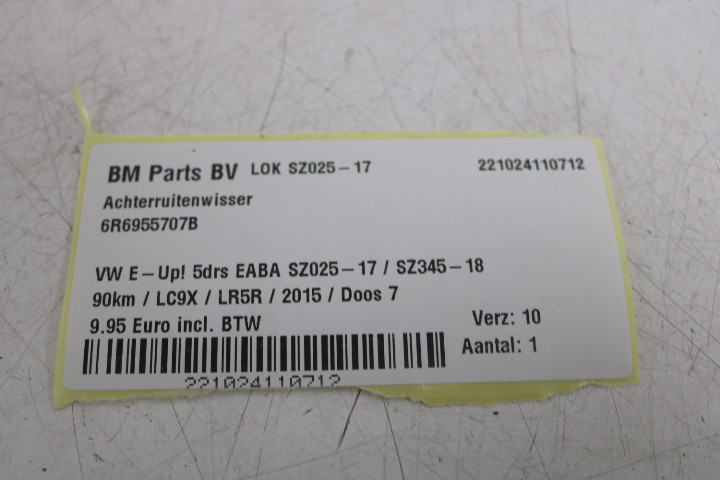 BM Parts BV LOK SZ025-17 221024110712
Achterruitenwisser
6R6955707B
VW E-Up! 5drs EABA SZ025-17 / SZ345-18
90km / LC9X / LR5R / 2015 / Doos 7
9.95 Euro incl. BTW Verz: 10
Aantal: 1
221024110712